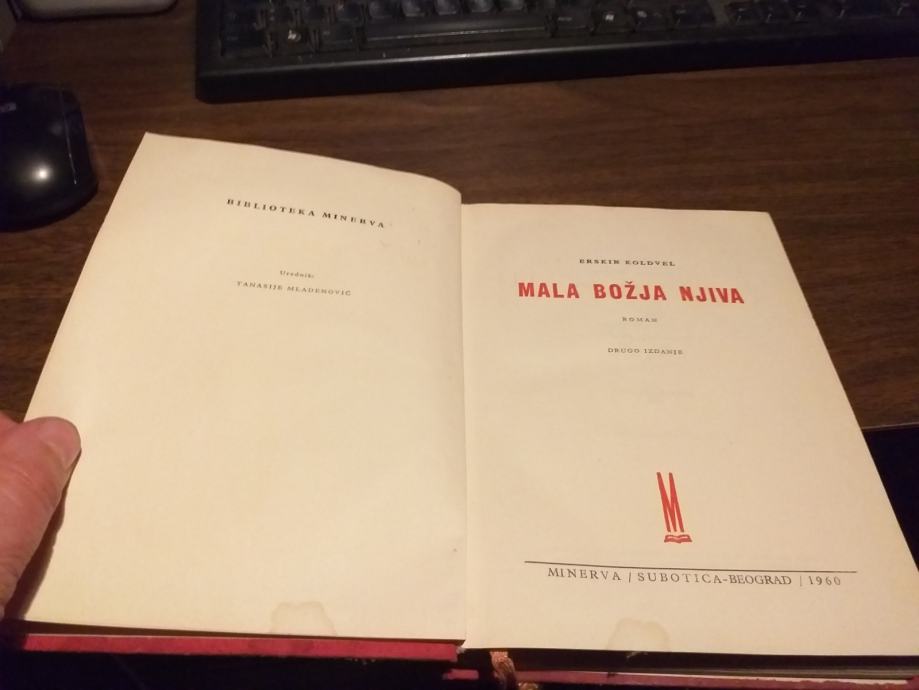 BIBLIOTEKA MINERVA
Urednik:
TANASIJE MLADENOVIĆ
ERSKIN KOLDVEL
MALA BOŽJA NJIVA
ROMAN
DRUGO IZDANJE
M
MINERVA / SUBOTICA-BEOGRAD | 1960